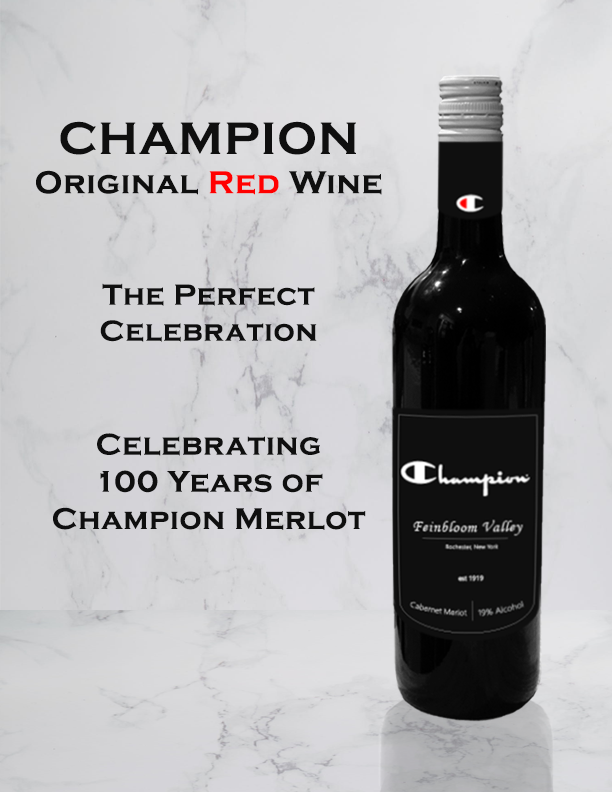 CHAMPION
ORIGINAL RED WINE
THE PERFECT
CELEBRATION
CELEBRATING
100 YEARS OF
CHAMPION MERLOT
C
Champion
Feinbloom Valley
Rochester, New York
est 1919
Cabernet Merlot | 19% Alcohol